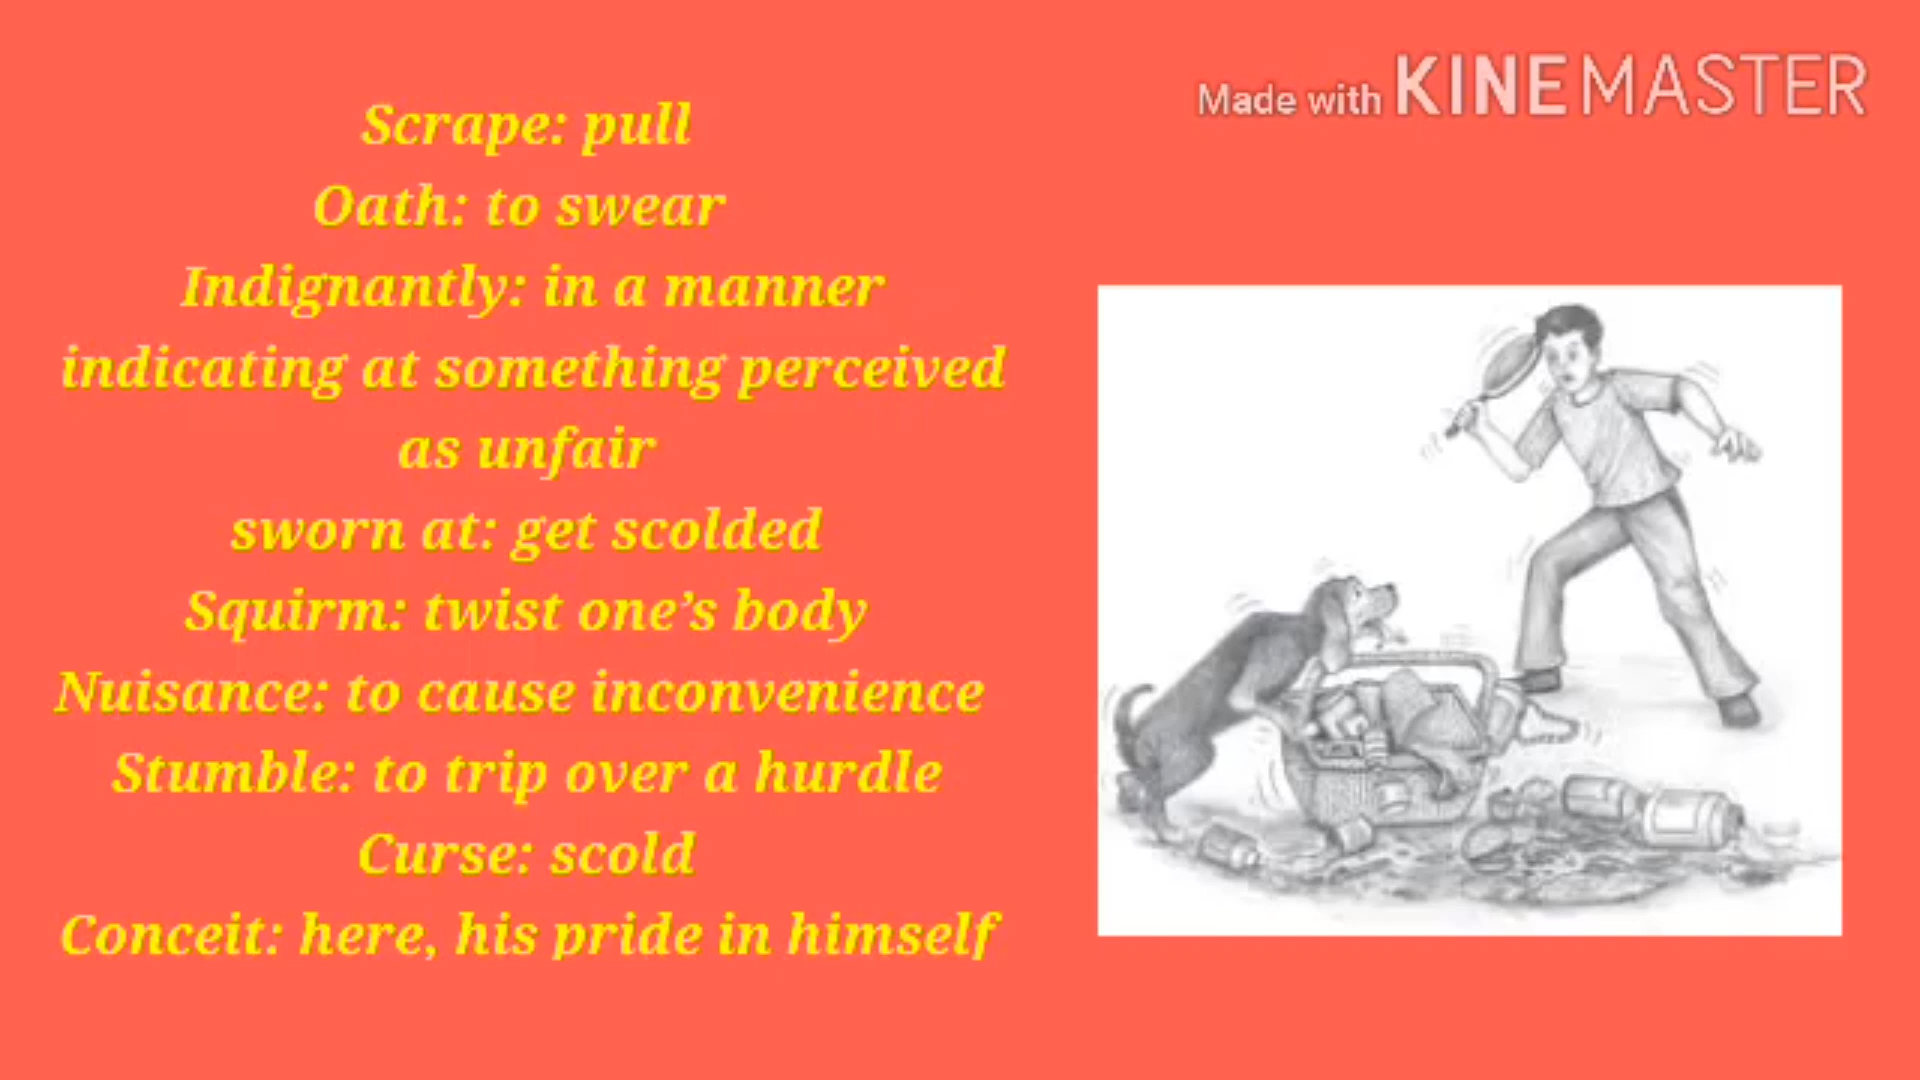 Made with KINEMASTER
Scrape: pull
Oath: to swear
Indignantly: in a manner
indicating at something perceived
as unfair
sworn at: get scolded
Squirm: twist one's body
Nuisance: to cause inconvenience
Stumble: to trip over a hurdle
Curse: scold
Conceit: here, his pride in himself